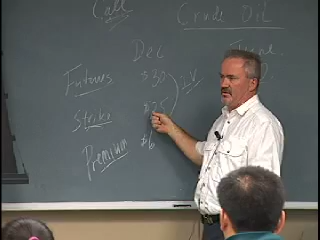 Call Crude Oil
Dec
Futures $30 I.V.
Strike $25
Premium $6